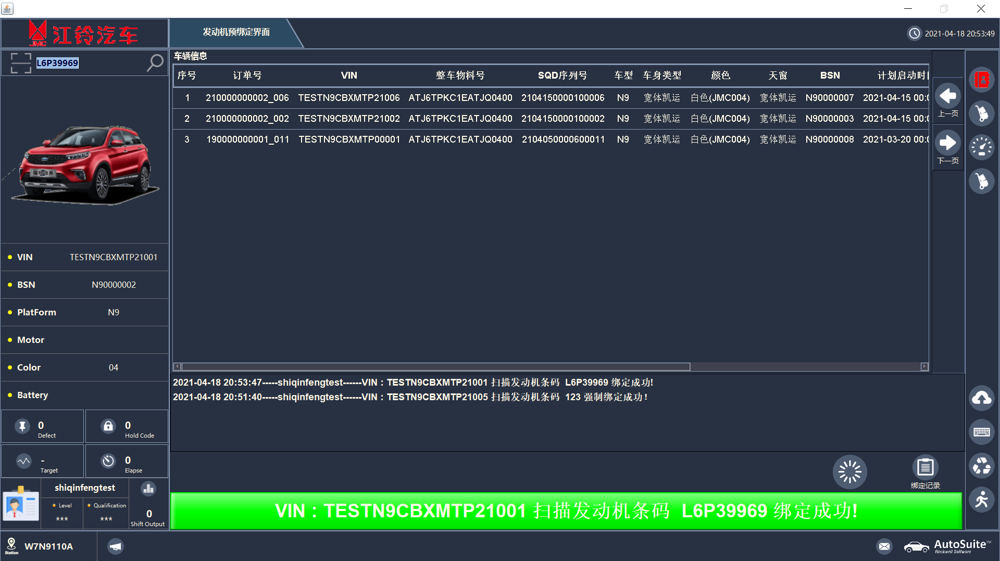 JMC 江铃汽车
发动机预绑定界面
2021-04-18 20:53:49
L6P39969
车辆信息
序号 订单号 VIN 整车物料号 SQD序列号 车型 车身类型 颜色 天窗 BSN 计划启动时
1 210000000002_006 TESTN9CBXMTP21006 ATJ6TPKC1EATJQ0400 2104150000100006 N9 宽体凯运 白色(JMC004) 宽体凯运 N90000007 2021-04-15 00:
2 210000000002_002 TESTN9CBXMTP21002 ATJ6TPKC1EATJQ0400 2104150000100002 N9 宽体凯运 白色(JMC004) 宽体凯运 N90000003 2021-04-15 00:
3 190000000001_011 TESTN9CBXMTP00001 ATJ6TPKC1EATJQ0400 2104050000600011 N9 宽体凯运 白色(JMC004) 宽体凯运 N90000008 2021-03-20 00:
上一页
下一页
VIN TESTN9CBXMTP21001
BSN N90000002
PlatForm N9
Motor
Color 04
Battery
0 Defect
0 Hold Code
- Target
0 Elapse
shiqinfengtest
Level Qualification
*** ***
0
Shift Output
2021-04-18 20:53:47-----shiqinfengtest------VIN：TESTN9CBXMTP21001 扫描发动机条码 L6P39969 绑定成功!
2021-04-18 20:51:40-----shiqinfengtest------VIN：TESTN9CBXMTP21005 扫描发动机条码 123 强制绑定成功！
绑定记录
VIN：TESTN9CBXMTP21001 扫描发动机条码 L6P39969 绑定成功!
Station W7N9110A
AutoSuite™
Rockwell Software